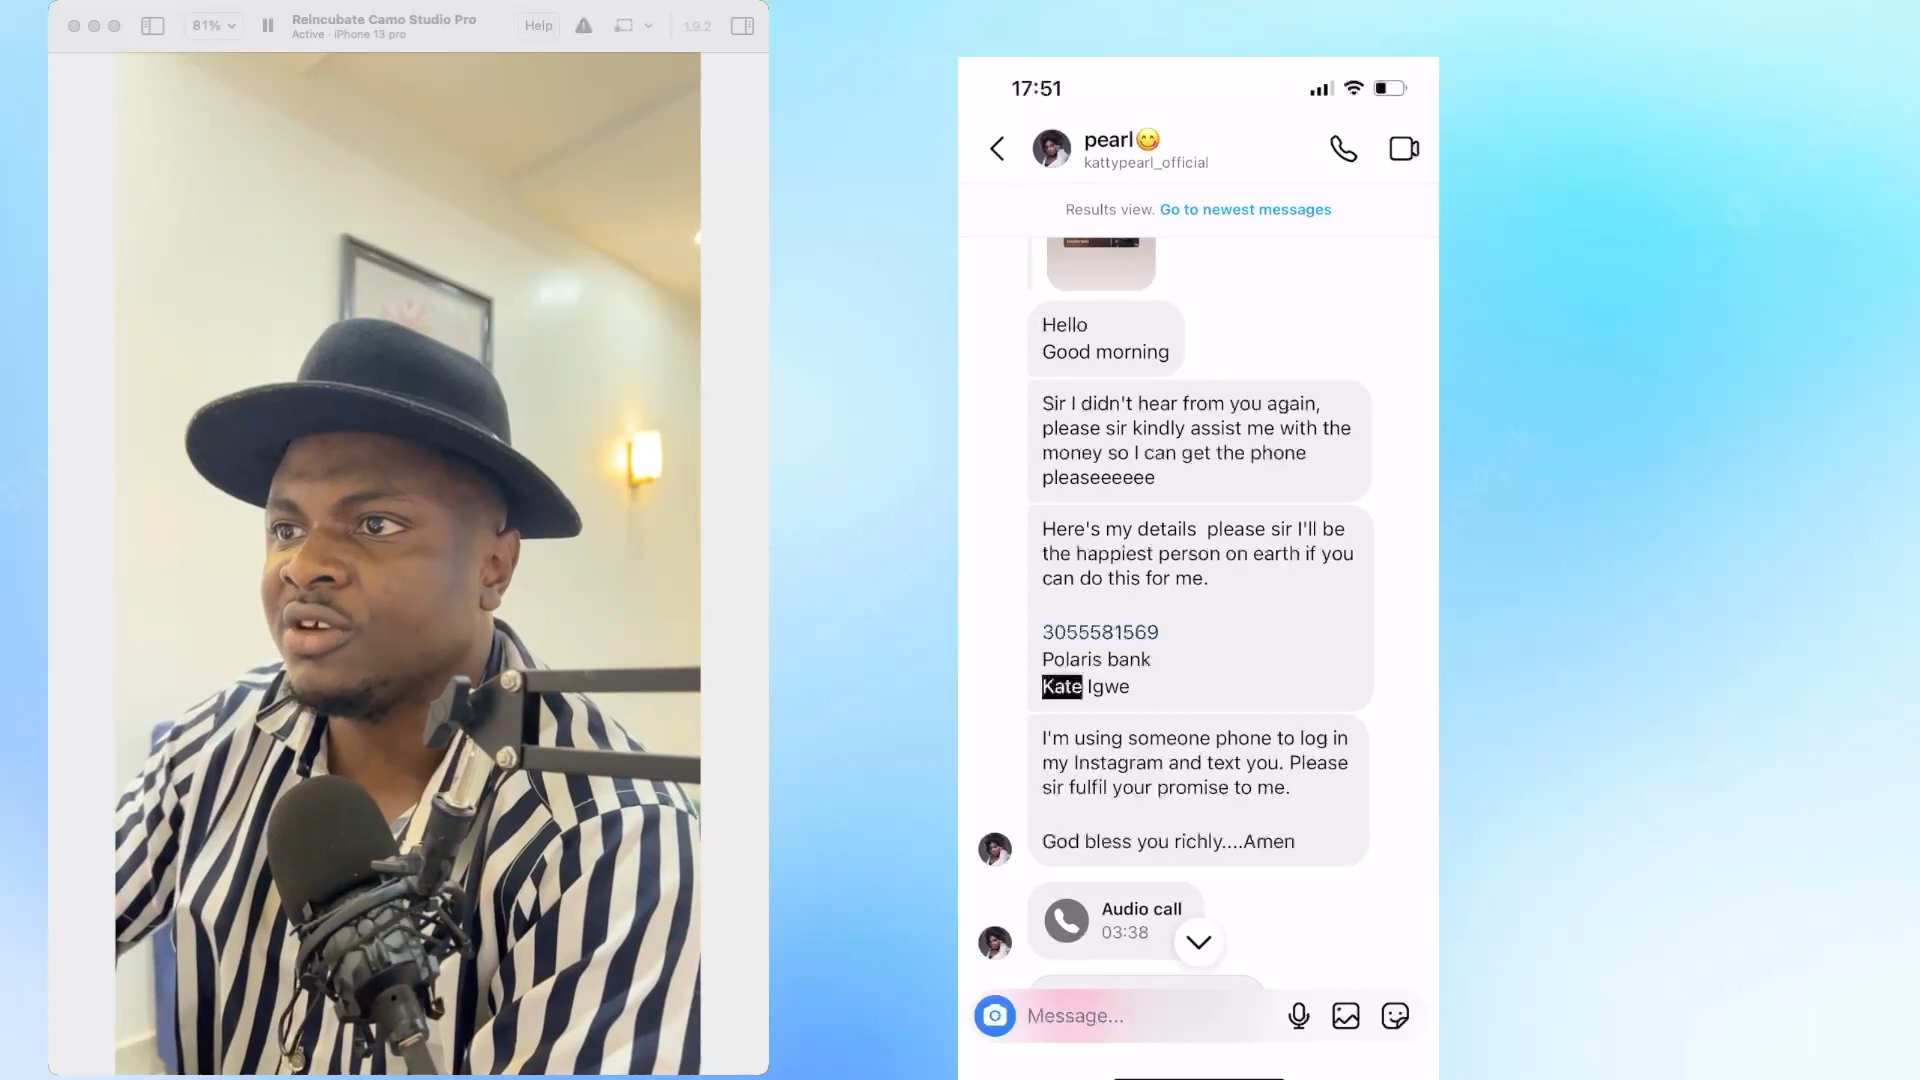 81%
Reincubate Camo Studio Pro
Active · iPhone 13 pro
Help
1.9.2
17:51
pearl😋
kattypearl_official
Results view. Go to newest messages
Hello
Good morning
Sir I didn't hear from you again,
please sir kindly assist me with the
money so I can get the phone
pleaseeeeee
Here's my details  please sir I'll be
the happiest person on earth if you
can do this for me.
3055581569
Polaris bank
Kate Igwe
I'm using someone phone to log in
my Instagram and text you. Please
sir fulfil your promise to me.
God bless you richly....Amen
Audio call
03:38
Message...